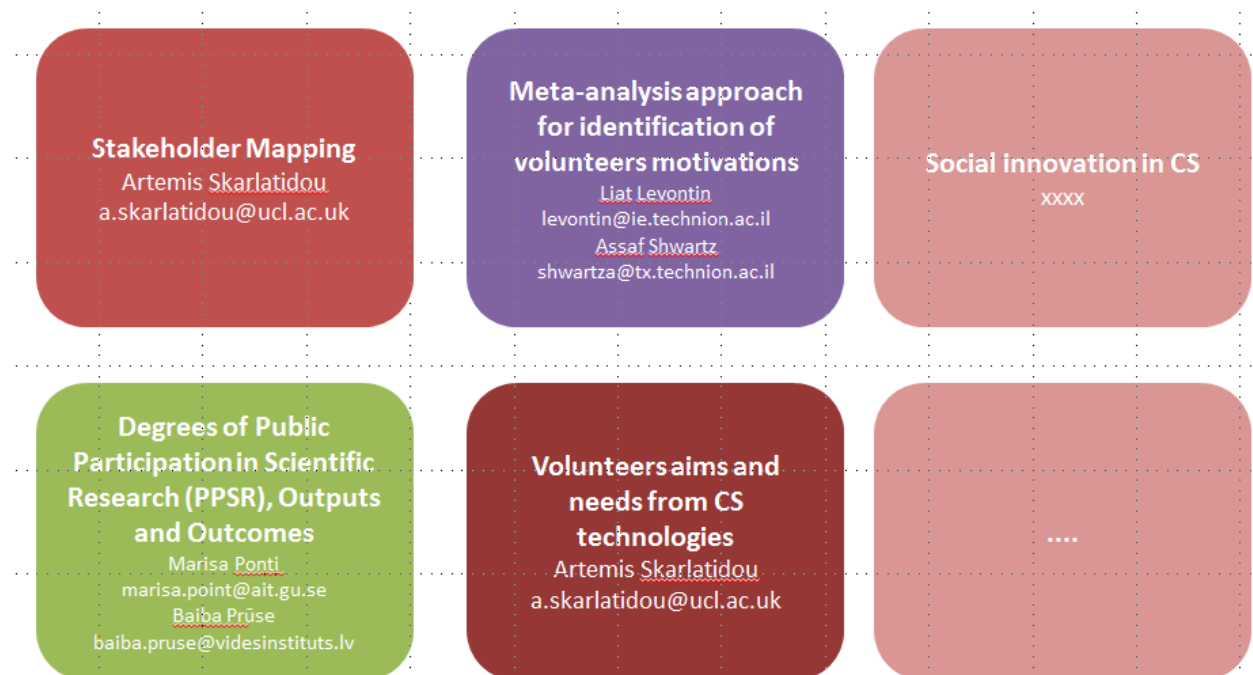 Stakeholder Mapping
Artemis Skarlatidou
a.skarlatidou@ucl.ac.uk
Meta-analysis approach
for identification of
volunteers motivations
Liat Levontin
levontin@ie.technion.ac.il
Assaf Shwartz
shwartza@tx.technion.ac.il
Social innovation in CS
xxxx
Degrees of Public
Participation in Scientific
Research (PPSR), Outputs
and Outcomes
Marisa Ponti
marisa.point@ait.gu.se
Baiba Prūse
baiba.pruse@videsinstituts.lv
Volunteers aims and
needs from CS
technologies
Artemis Skarlatidou
a.skarlatidou@ucl.ac.uk
....